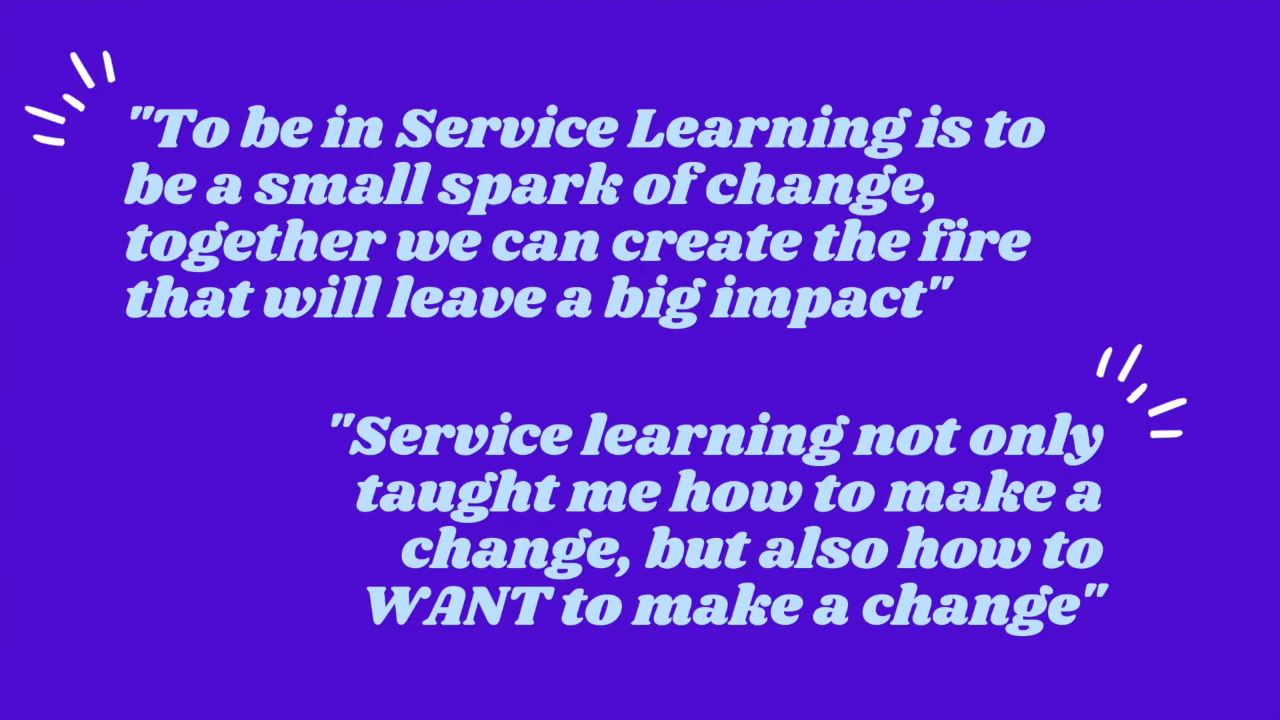 "To be in Service Learning is to
be a small spark of change,
together we can create the fire
that will leave a big impact"
"Service learning not only
taught me how to make a
change, but also how to
WANT to make a change"